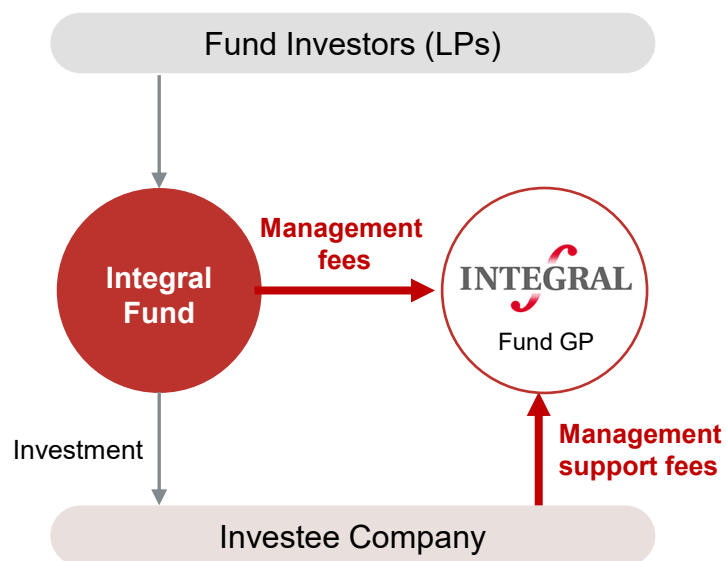 Fund Investors (LPs)
Management
fees
Integral
Fund
INTEGRAL
Fund GP
Investment
Management
support fees
Investee Company